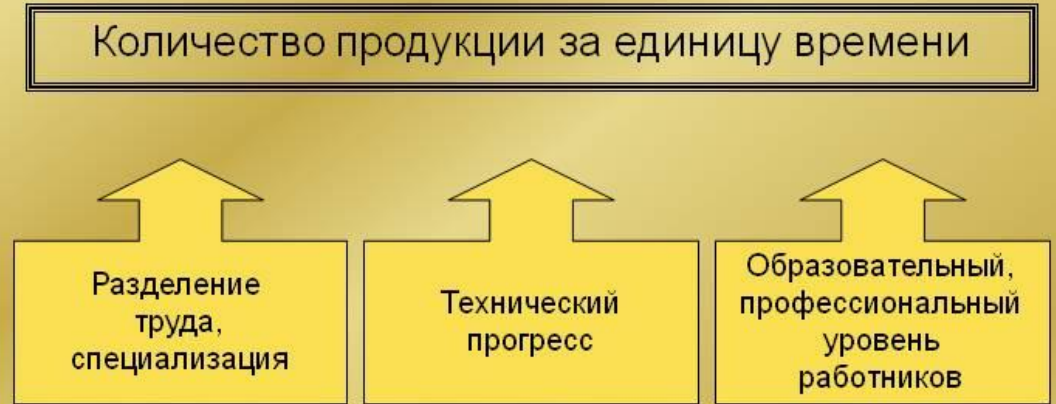 Количество продукции за единицу времени
Разделение
труда,
специализация
Технический
прогресс
Образовательный,
профессиональный
уровень
работников